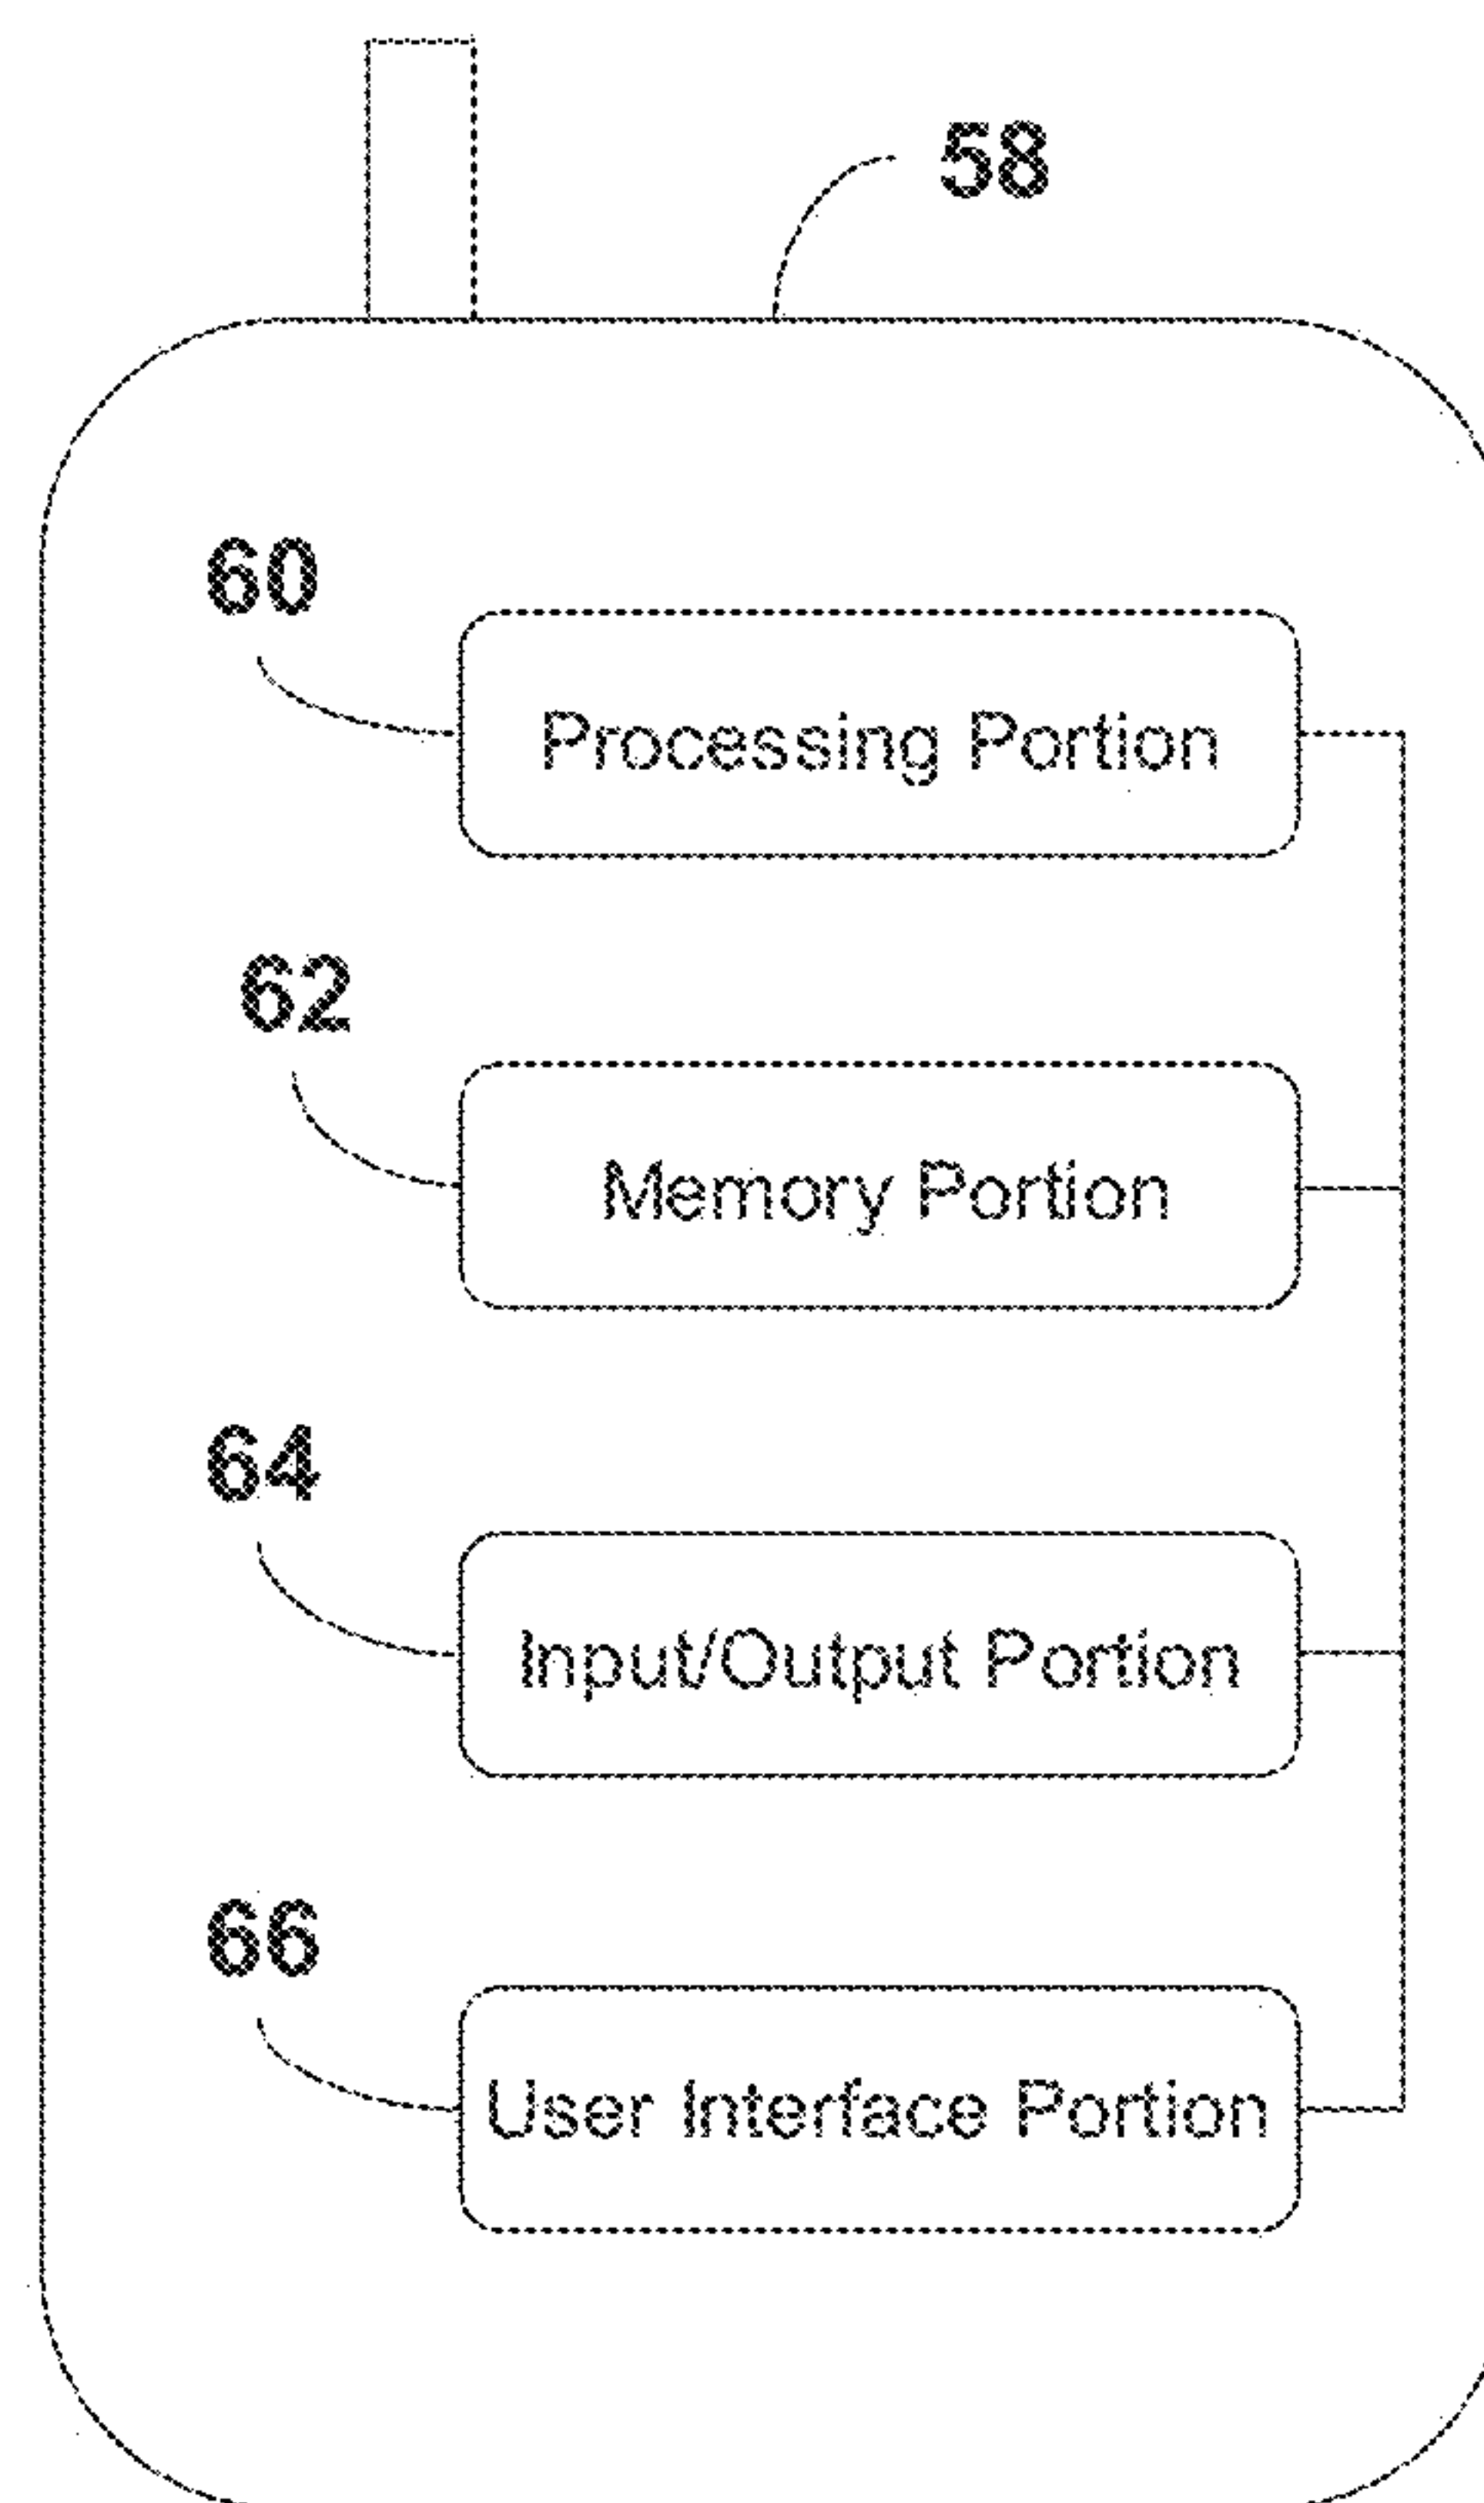 58
60
Processing Portion
62
Memory Portion
64
Input/Output Portion
66
User Interface Portion